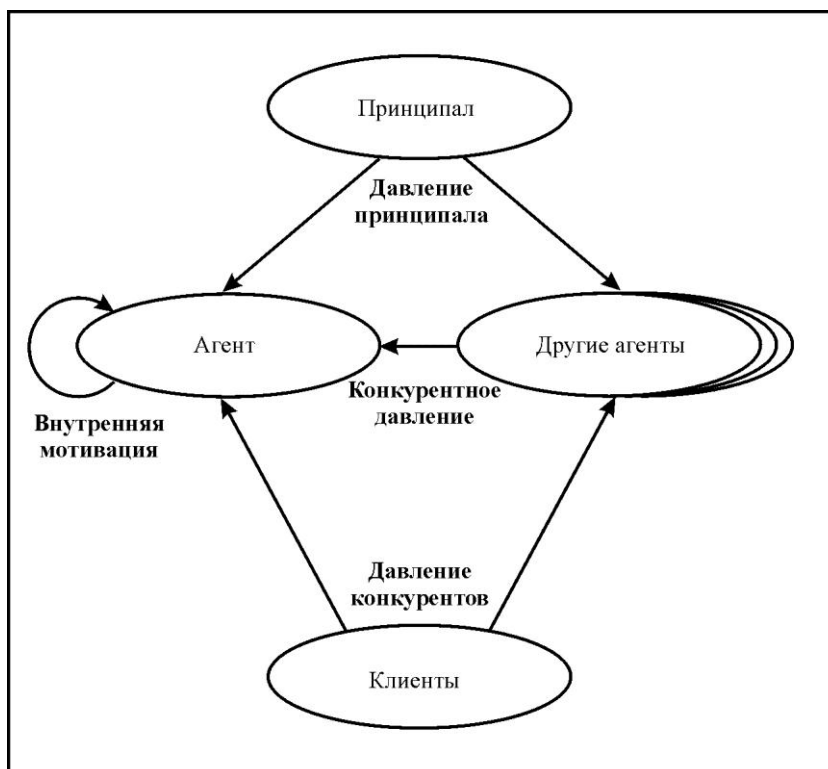 Принципал
Давление
принципала
Агент
Другие агенты
Конкурентное
давление
Внутренняя
мотивация
Давление
конкурентов
Клиенты